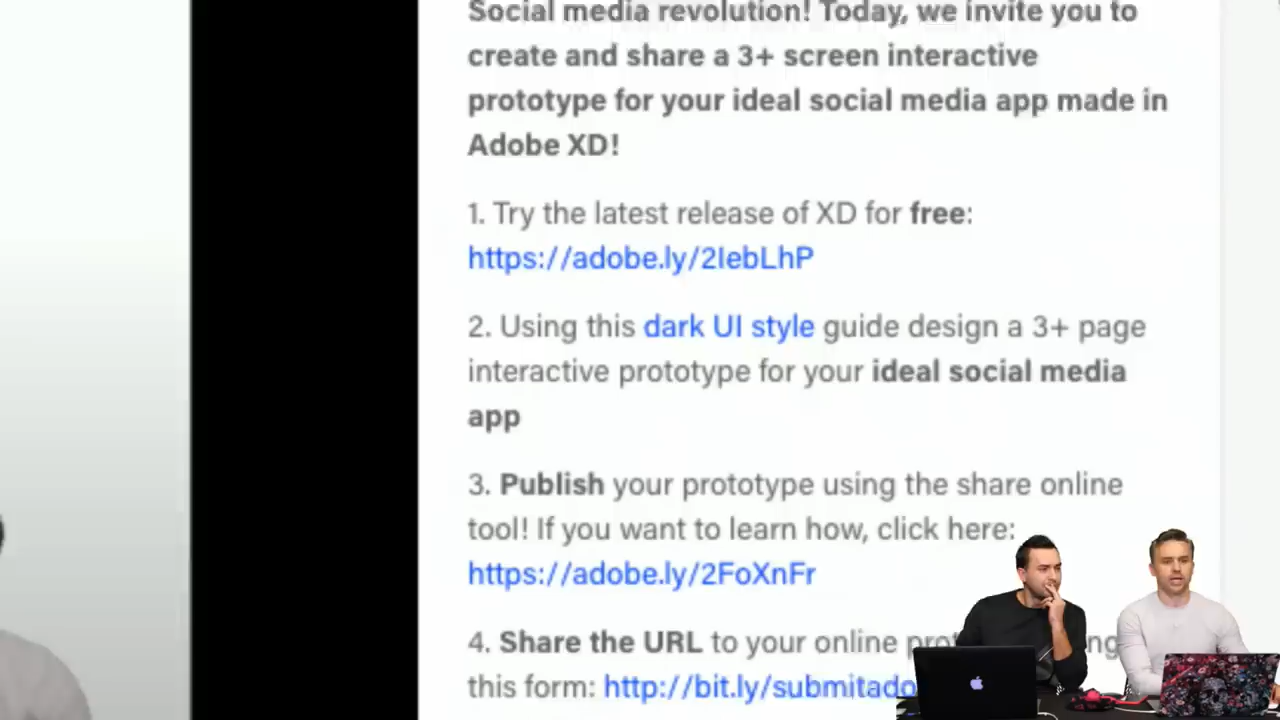 Social media revolution! Today, we invite you to
create and share a 3+ screen interactive
prototype for your ideal social media app made in
Adobe XD!
1. Try the latest release of XD for free:
https://adobe.ly/2IebLhP
2. Using this dark UI style guide design a 3+ page
interactive prototype for your ideal social media
app
3. Publish your prototype using the share online
tool! If you want to learn how, click here:
https://adobe.ly/2FoXnFr
4. Share the URL to your online
this form: http://bit.ly/submitado